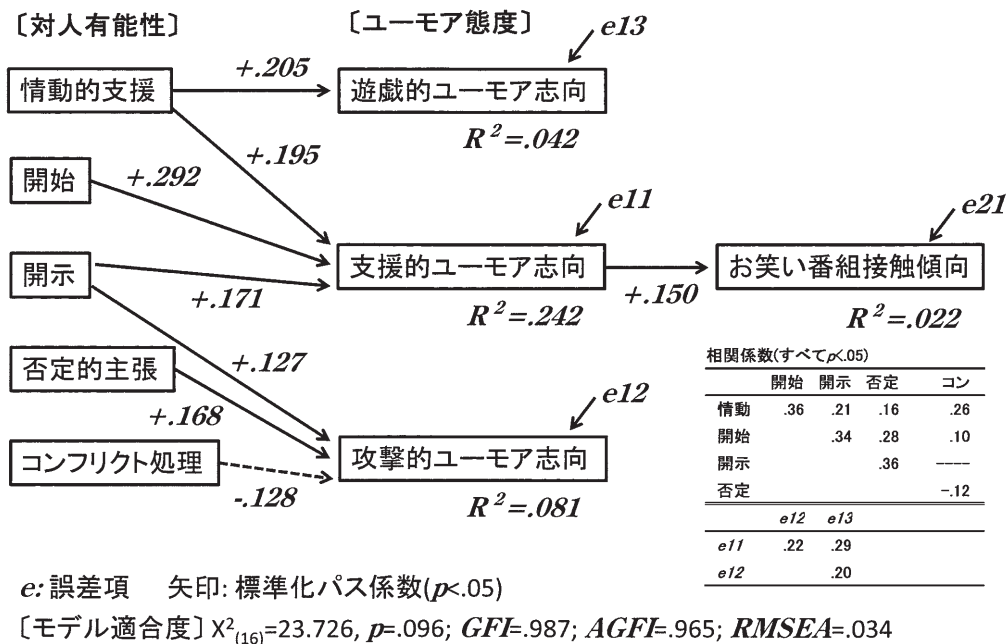 〔対人有能性〕 〔ユーモア態度〕 e13
+.205
情動的支援 遊戯的ユーモア志向
R²=.042
+.195
+.292
開始
e11 e21
開示 支援的ユーモア志向 お笑い番組接触傾向
+.171 +.150
R²=.242 R²=.022
+.127
否定的主張
+.168
e12
コンフリクト処理 攻撃的ユーモア志向
-.128
R²=.081
相関係数(すべてp<.05)
開始 開示 否定 コン
情動 .36 .21 .16 .26
開始 .34 .28 .10
開示 .36 ----
否定 -.12
e12 e13
e11 .22 .29
e12 .20
e: 誤差項 矢印: 標準化パス係数(p<.05)
〔モデル適合度〕X²(16)=23.726, p=.096; GFI=.987; AGFI=.965; RMSEA=.034